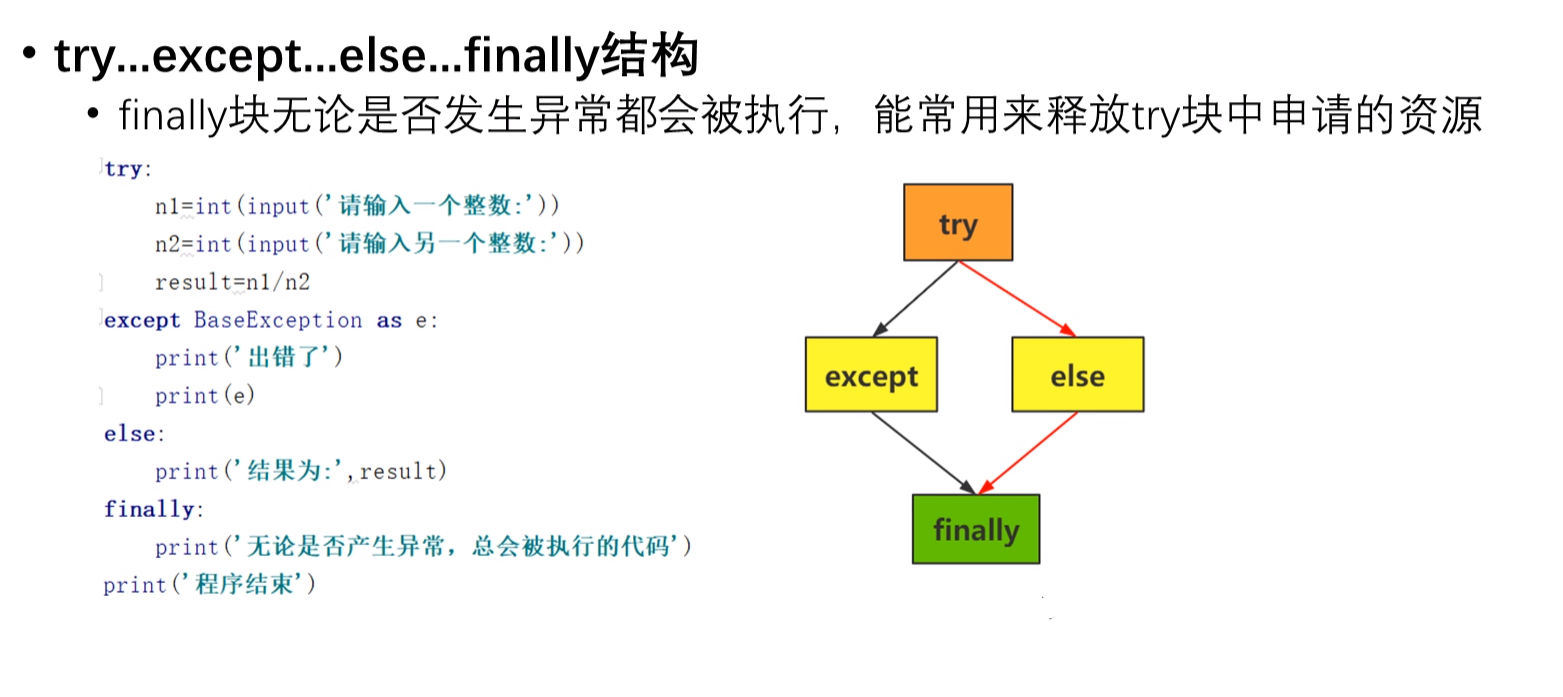 • try...except...else...finally结构
• finally块无论是否发生异常都会被执行，能常用来释放try块中申请的资源
try:
    n1=int(input('请输入一个整数:'))
    n2=int(input('请输入另一个整数:'))
    result=n1/n2
except BaseException as e:
    print('出错了')
    print(e)
else:
    print('结果为:',result)
finally:
    print('无论是否产生异常，总会被执行的代码')
print('程序结束')
try
except
else
finally